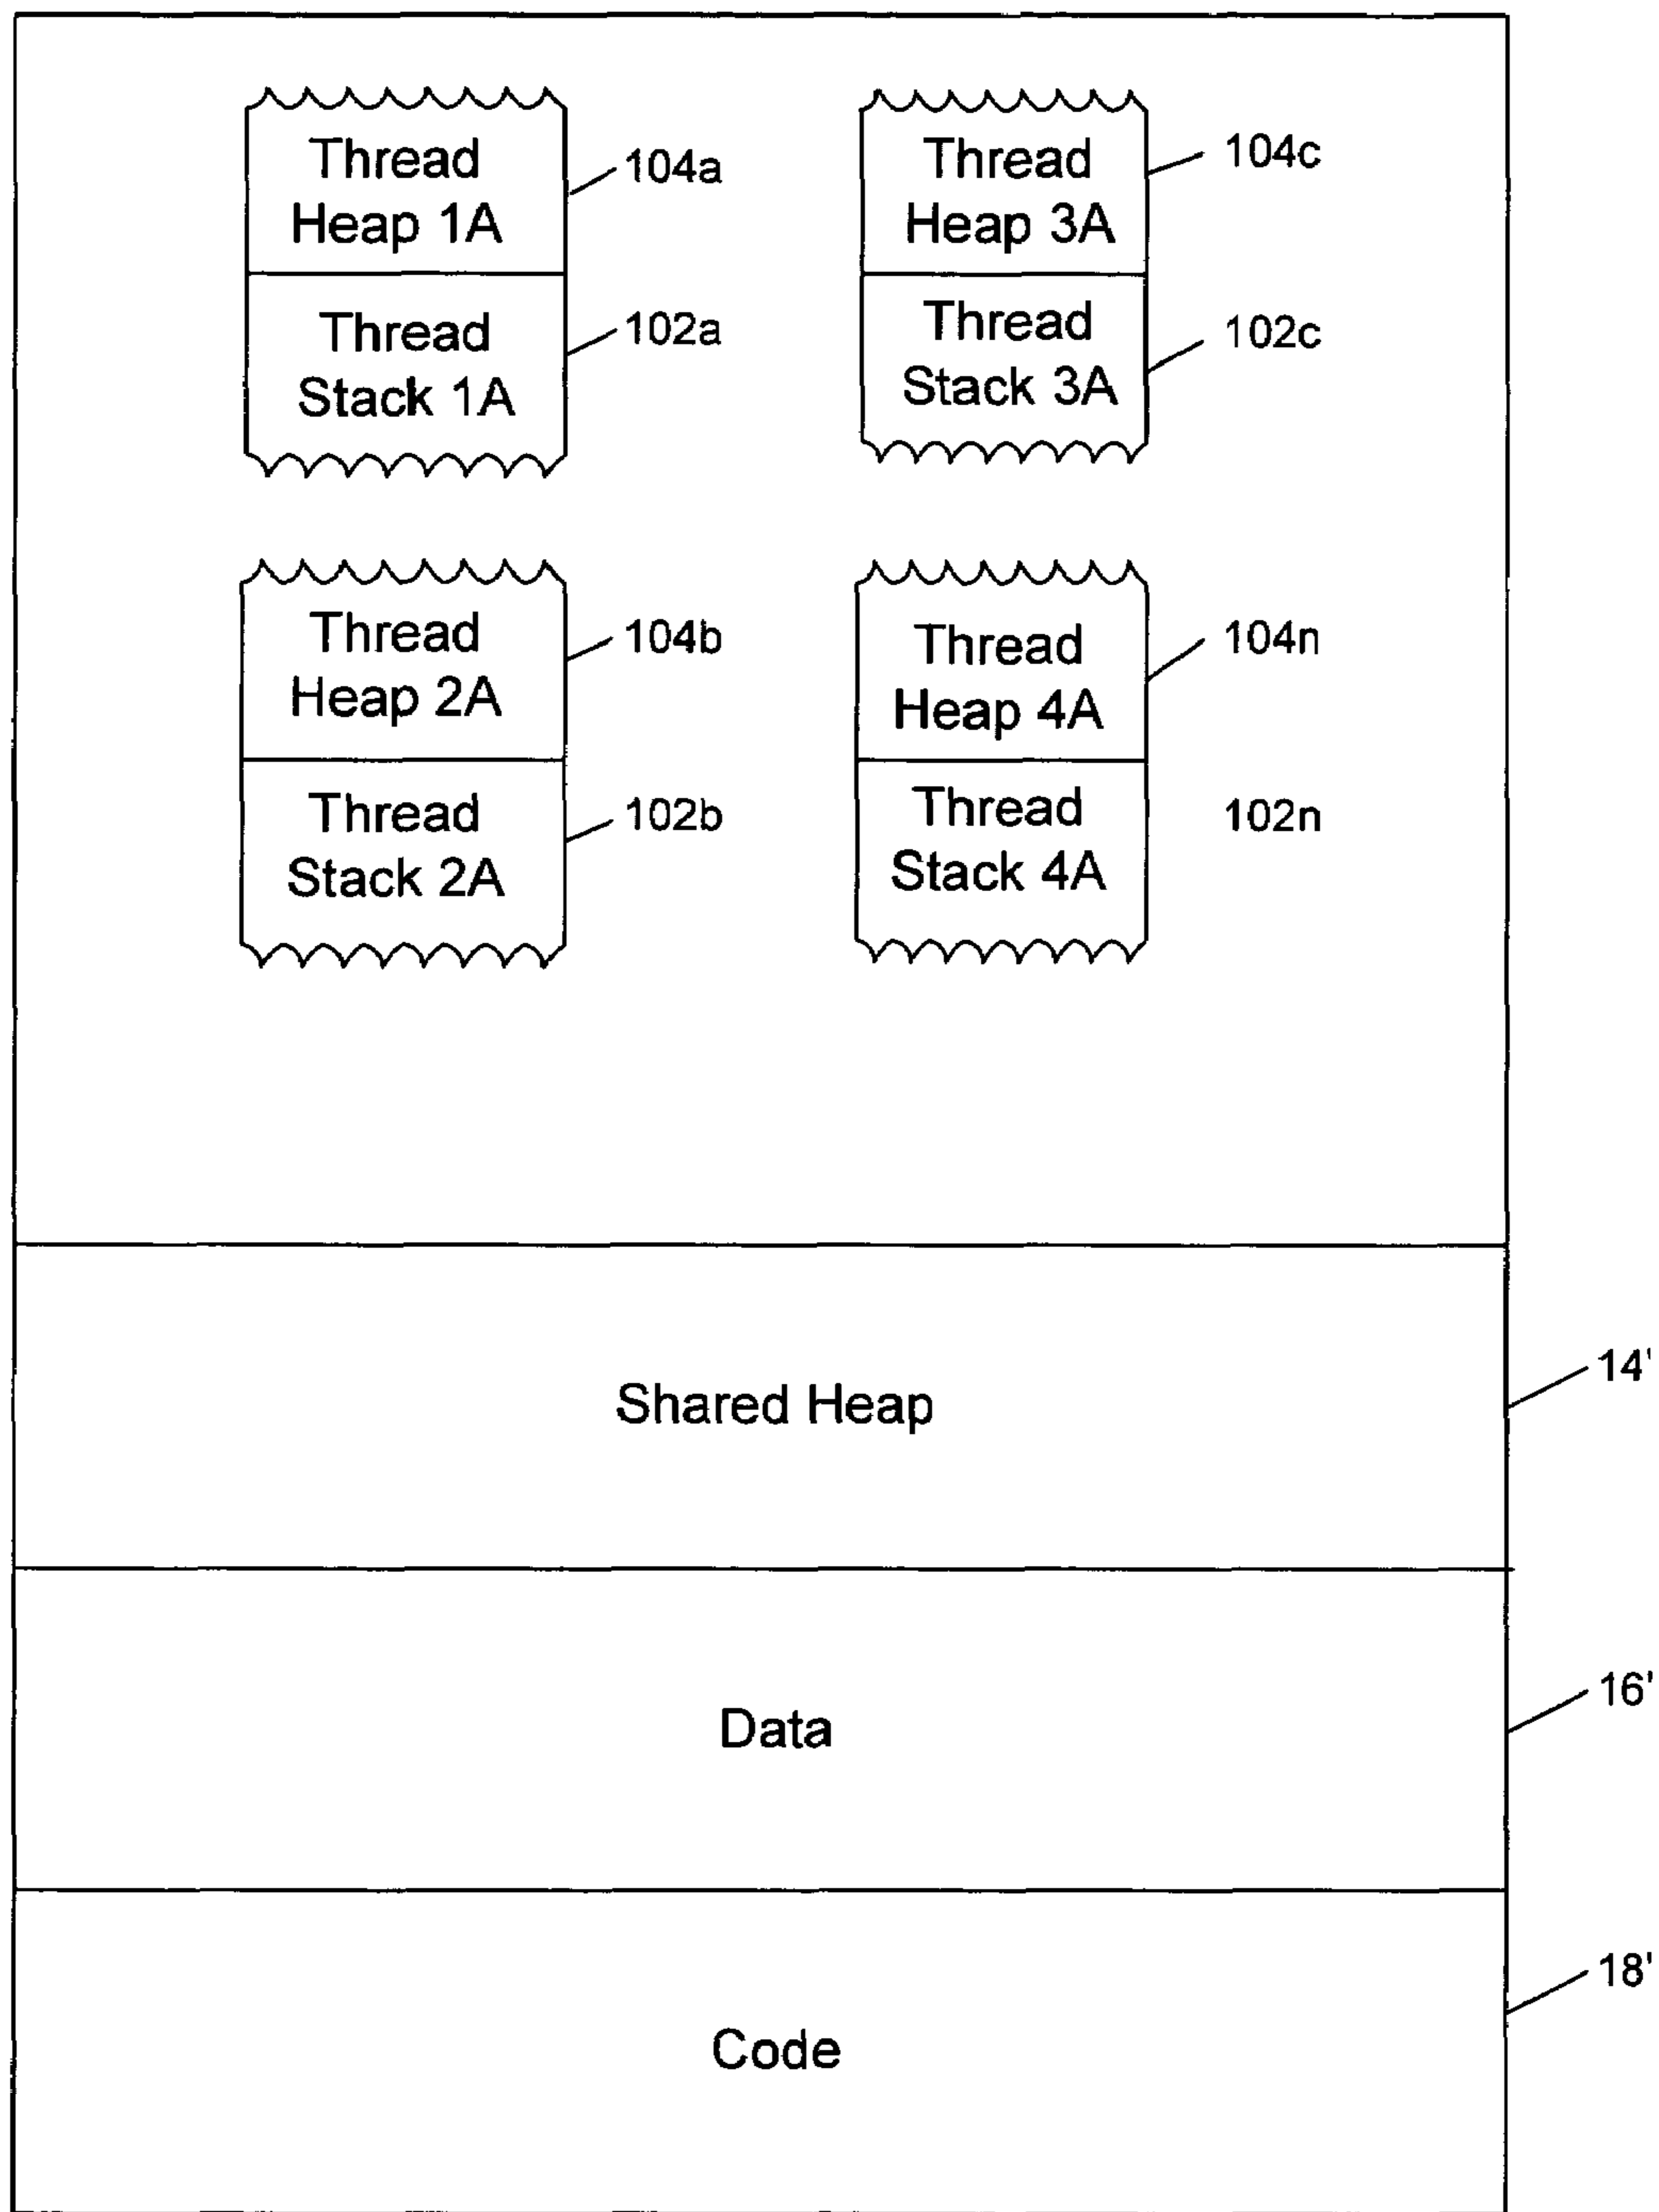 Thread
Heap 1A
104a
Thread
Stack 1A
102a
Thread
Heap 3A
104c
Thread
Stack 3A
102c
Thread
Heap 2A
104b
Thread
Stack 2A
102b
Thread
Heap 4A
104n
Thread
Stack 4A
102n
Shared Heap
14'
Data
16'
Code
18'